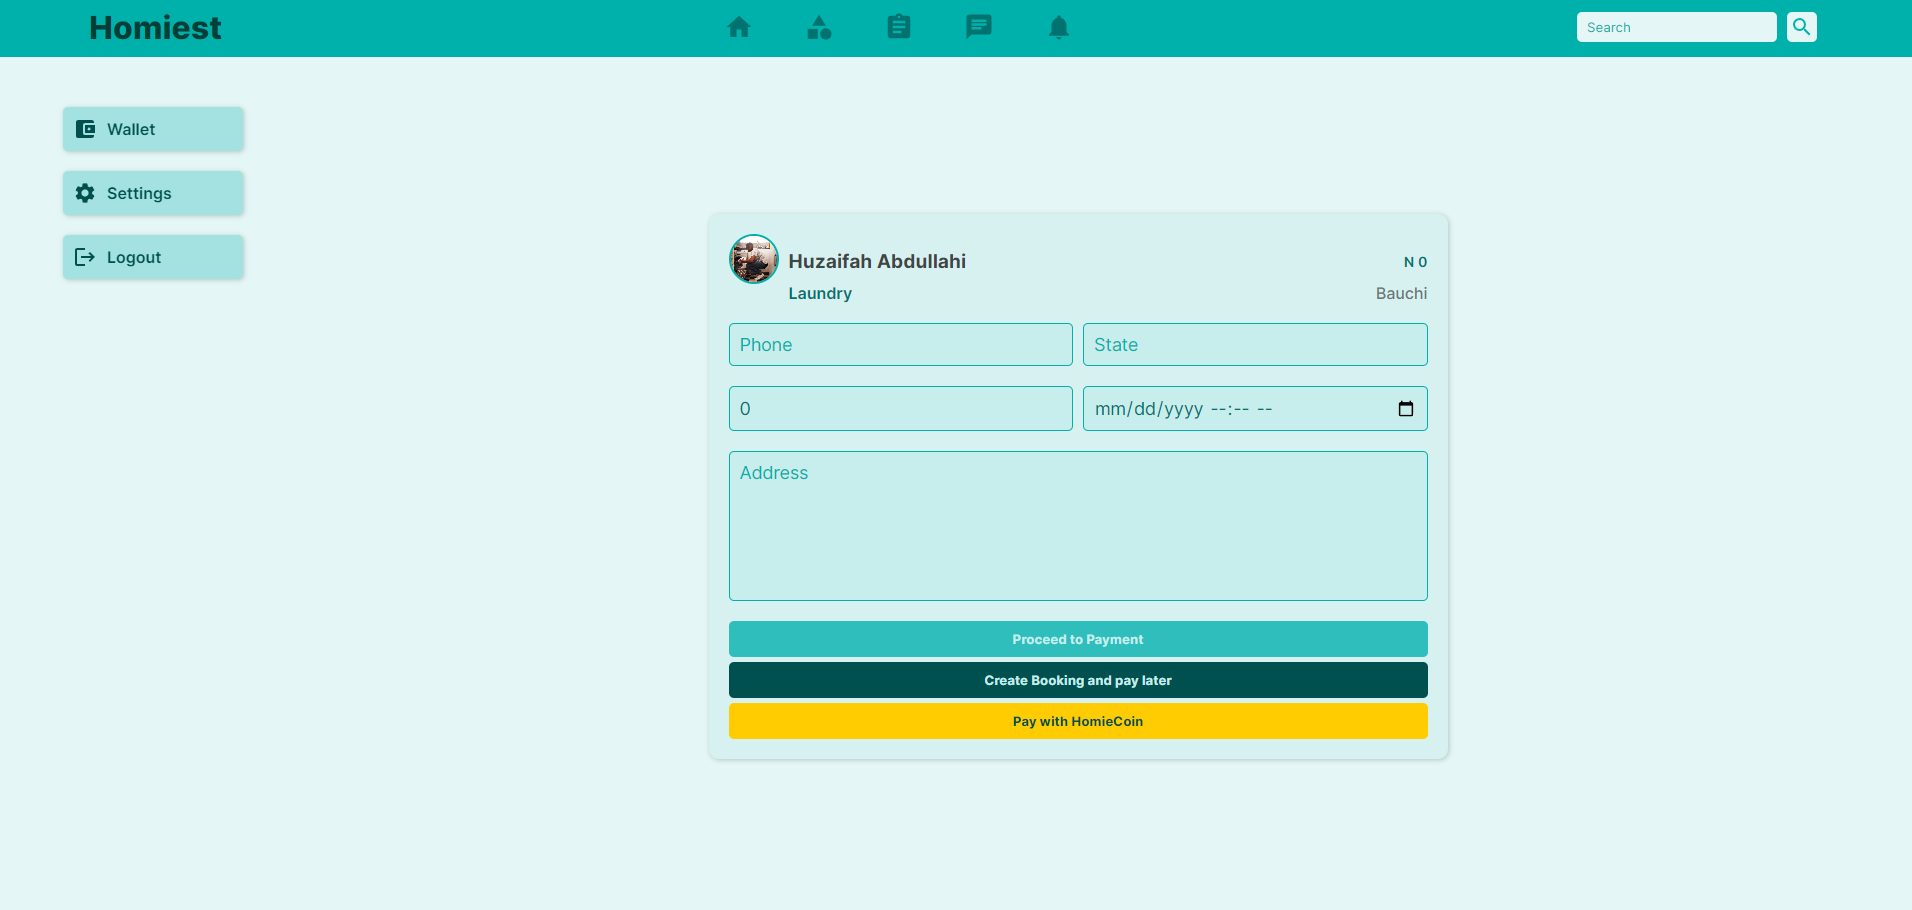 Homiest
Search
Wallet
Settings
Logout
Huzaifah Abdullahi
N 0
Laundry
Bauchi
Phone
State
0
mm/dd/yyyy --:-- --
Address
Proceed to Payment
Create Booking and pay later
Pay with HomieCoin